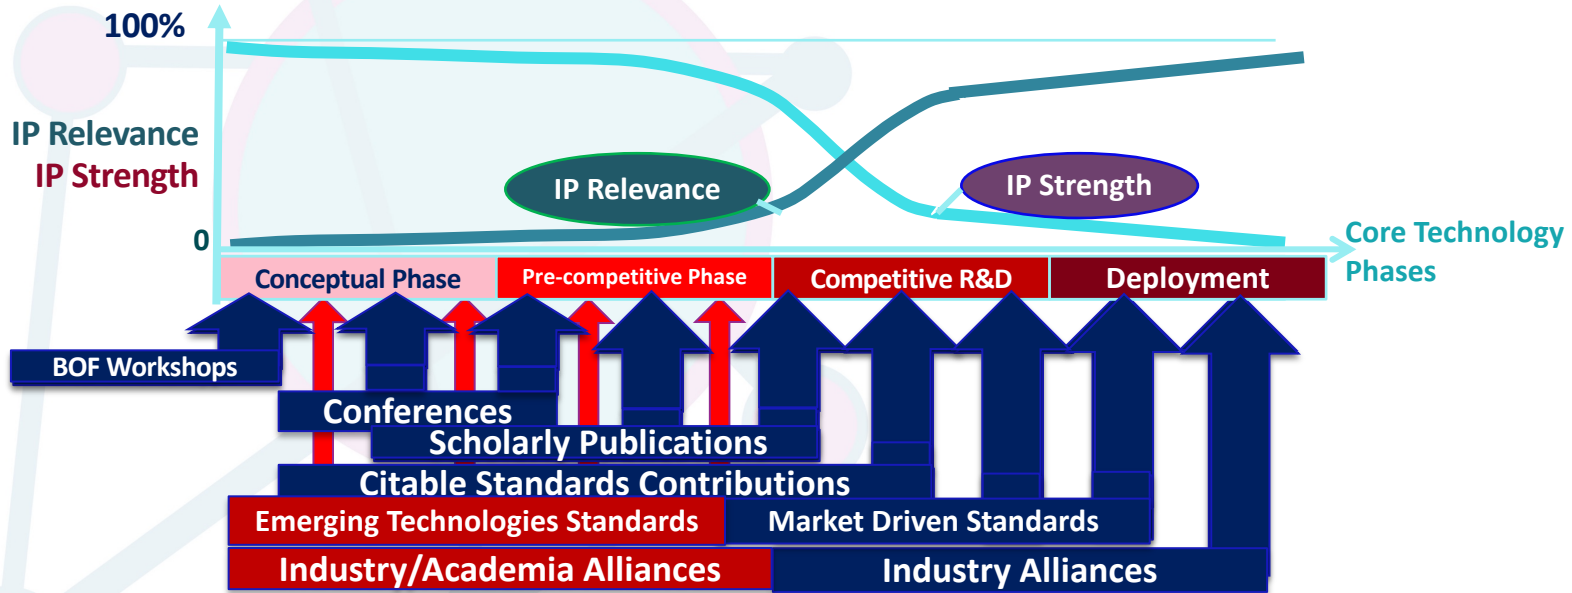 100%
IP Relevance
IP Strength
0
IP Relevance
IP Strength
Core Technology
Phases
Conceptual Phase
Pre-competitive Phase
Competitive R&D
Deployment
BOF Workshops
Conferences
Scholarly Publications
Citable Standards Contributions
Emerging Technologies Standards
Market Driven Standards
Industry/Academia Alliances
Industry Alliances